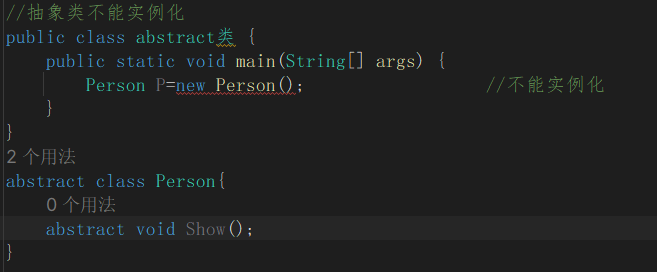 //抽象类不能实例化
public class abstract类 {
    public static void main(String[] args) {
        Person P=new Person();                  //不能实例化
    }
}
2 个用法
abstract class Person{
    0 个用法
    abstract void Show();
}